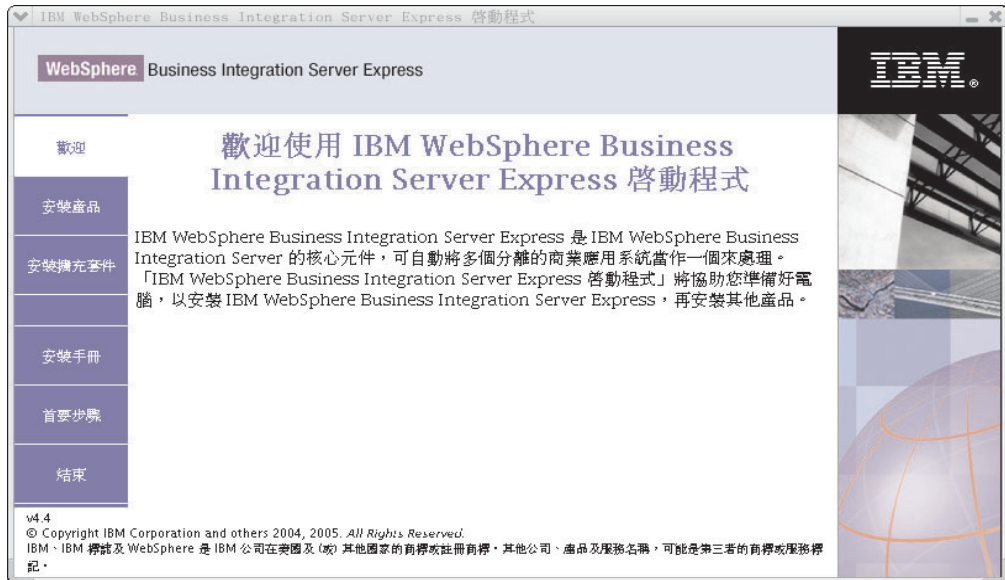 IBM WebSphere Business Integration Server Express 啓動程式
WebSphere. Business Integration Server Express
IBM®
歡迎
安裝產品
安裝擴充套件
安裝手冊
首要步驟
結束
歡迎使用 IBM WebSphere Business
Integration Server Express 啓動程式
IBM WebSphere Business Integration Server Express 是 IBM WebSphere Business
Integration Server 的核心元件，可自動將多個分離的商業應用系統當作一個來處理。
「IBM WebSphere Business Integration Server Express 啓動程式」將協助您準備好電
腦，以安裝 IBM WebSphere Business Integration Server Express，再安裝其他產品。
v4.4
© Copyright IBM Corporation and others 2004, 2005. All Rights Reserved.
IBM、IBM 標誌及 WebSphere 是 IBM 公司在美國及 (或) 其他國家的商標或註冊商標。其他公司、產品及服務名稱，可能是第三者的商標或服務標
記。